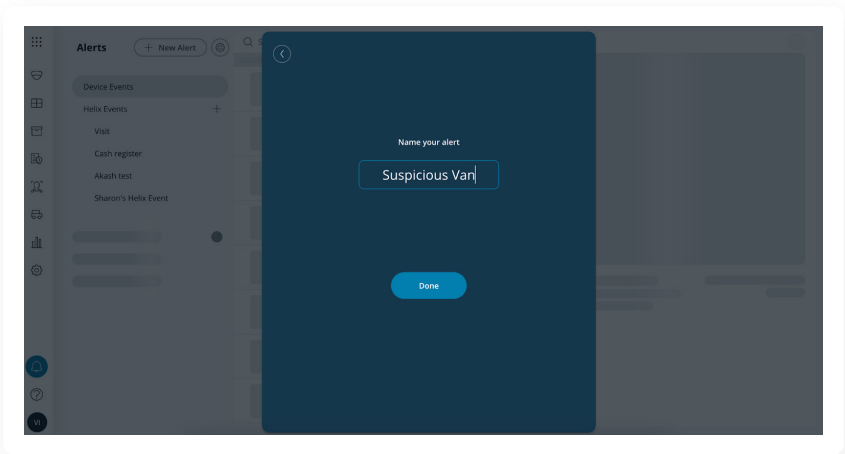 Alerts
+ New Alert
S
Device Events
Helix Events +
Visit
Cash register
Akash test
Sharon's Helix Event
VI
Name your alert
Suspicious Van
Done